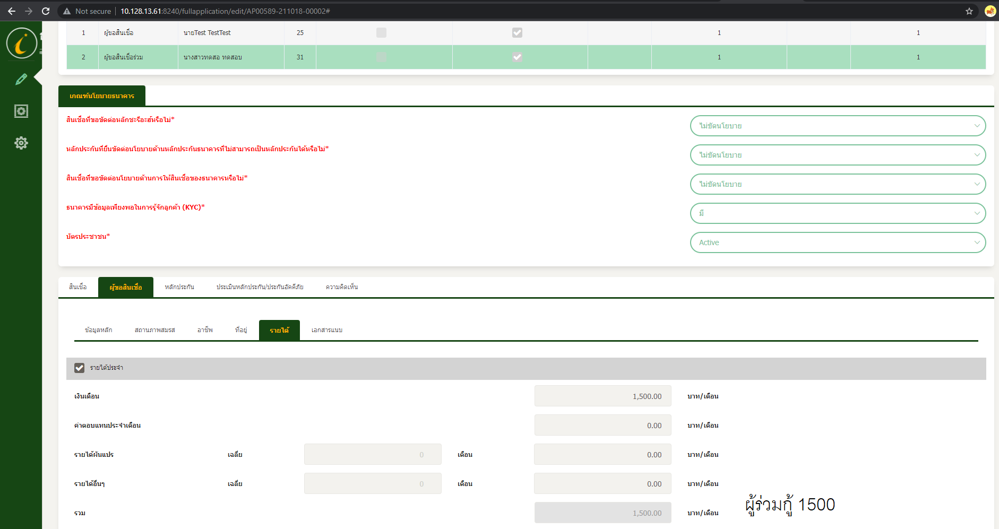 Not secure 10.128.13.61:8240/fullapplication/edit/AP00589-211018-00002#
1 ผู้ขอสินเชื่อ นายTest TestTest 25 1 1
2 ผู้ขอสินเชื่อร่วม นางสาวทดสอ ทดสอบ 31 1 1
เกณฑ์นโยบายธนาคาร
สินเชื่อที่ขอขัดต่อหลักชะรีอะฮ์หรือไม่* ไม่ขัดนโยบาย
หลักประกันที่ยื่นขัดต่อนโยบายด้านหลักประกันธนาคารที่ไม่สามารถเป็นหลักประกันได้หรือไม่* ไม่ขัดนโยบาย
สินเชื่อที่ขอขัดต่อนโยบายด้านการให้สินเชื่อของธนาคารหรือไม่* ไม่ขัดนโยบาย
ธนาคารมีข้อมูลเพียงพอในการรู้จักลูกค้า (KYC)* มี
บัตรประชาชน* Active
สินเชื่อ ผู้ขอสินเชื่อ หลักประกัน ประเมินหลักประกัน/ประกันอัคคีภัย ความคิดเห็น
ข้อมูลหลัก สถานภาพสมรส อาชีพ ที่อยู่ รายได้ เอกสารแนบ
รายได้ประจำ
เงินเดือน 1,500.00 บาท/เดือน
ค่าตอบแทนประจำเดือน 0.00 บาท/เดือน
รายได้ผันแปร เฉลี่ย 0 เดือน 0.00 บาท/เดือน
รายได้อื่นๆ เฉลี่ย 0 เดือน 0.00 บาท/เดือน
รวม 1,500.00 บาท/เดือน ผู้ร่วมกู้ 1500